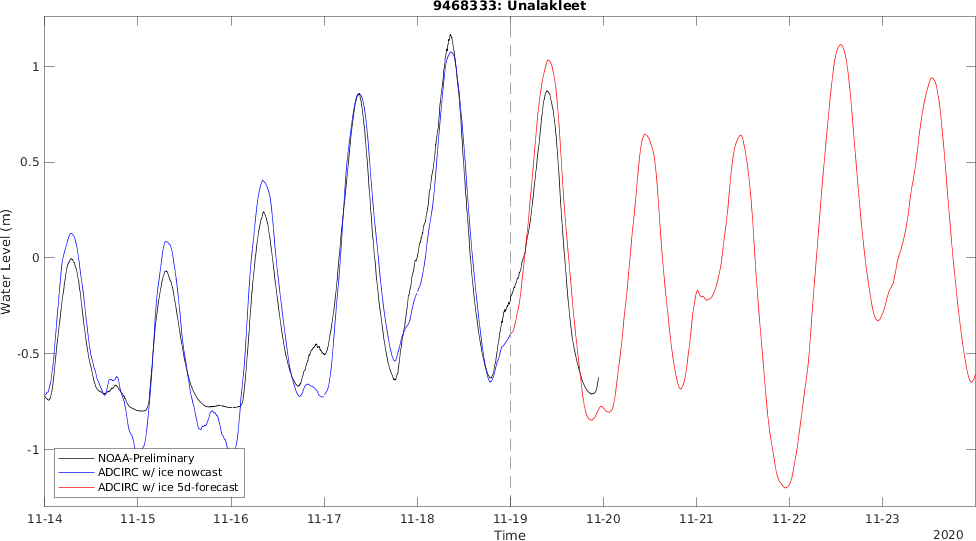 9468333: Unalakleet
Water Level (m)
1
0.5
0
-0.5
-1
NOAA-Preliminary
ADCIRC w/ ice nowcast
ADCIRC w/ ice 5d-forecast
11-14 11-15 11-16 11-17 11-18 11-19 11-20 11-21 11-22 11-23
Time
2020